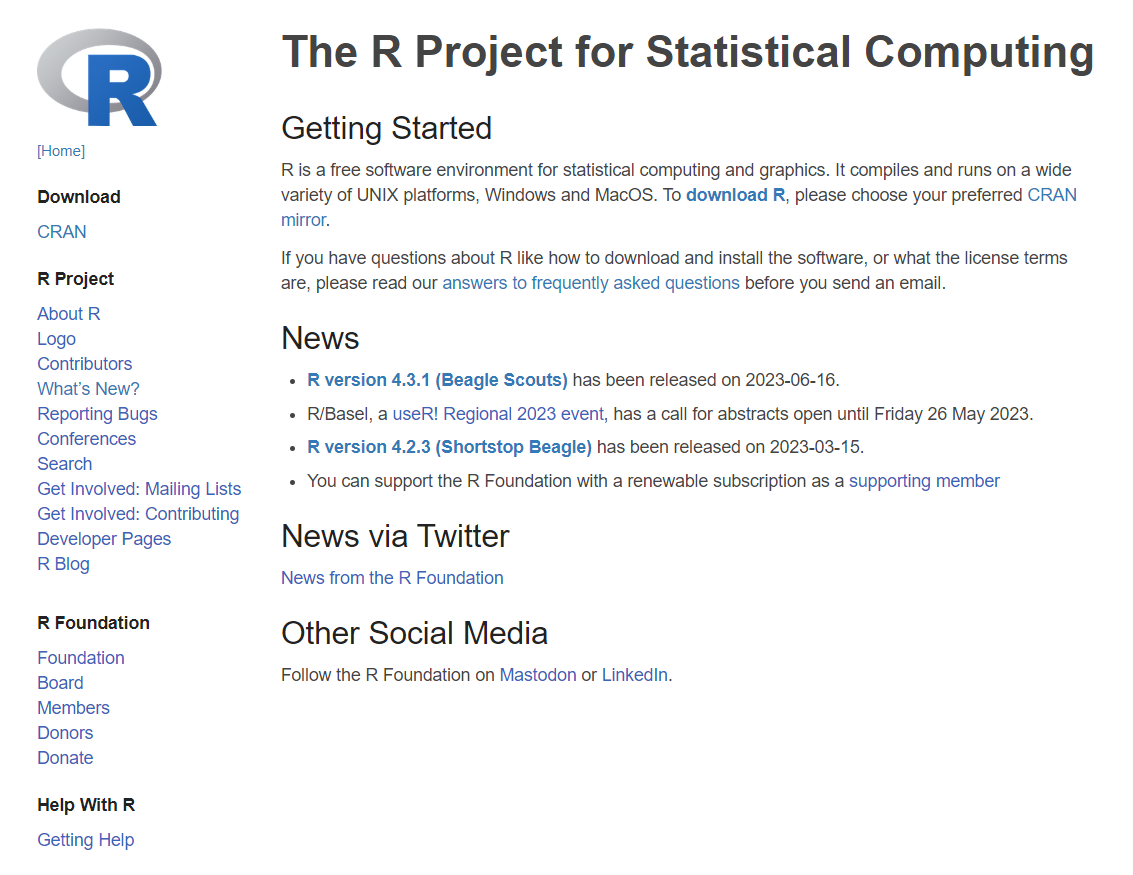 R
[Home]
Download
CRAN
R Project
About R
Logo
Contributors
What's New?
Reporting Bugs
Conferences
Search
Get Involved: Mailing Lists
Get Involved: Contributing
Developer Pages
R Blog
R Foundation
Foundation
Board
Members
Donors
Donate
Help With R
Getting Help
The R Project for Statistical Computing
Getting Started
R is a free software environment for statistical computing and graphics. It compiles and runs on a wide
variety of UNIX platforms, Windows and MacOS. To download R, please choose your preferred CRAN
mirror.
If you have questions about R like how to download and install the software, or what the license terms
are, please read our answers to frequently asked questions before you send an email.
News
• R version 4.3.1 (Beagle Scouts) has been released on 2023-06-16.
• R/Basel, a useR! Regional 2023 event, has a call for abstracts open until Friday 26 May 2023.
• R version 4.2.3 (Shortstop Beagle) has been released on 2023-03-15.
• You can support the R Foundation with a renewable subscription as a supporting member
News via Twitter
News from the R Foundation
Other Social Media
Follow the R Foundation on Mastodon or LinkedIn.